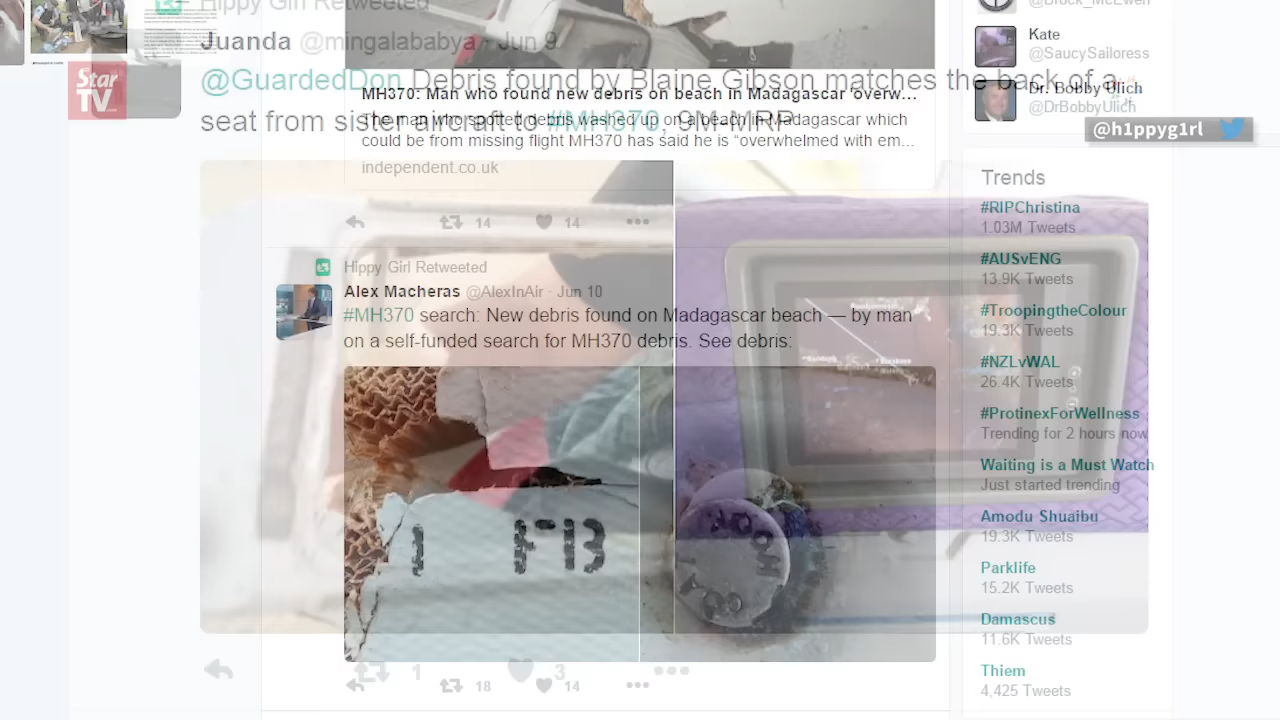 Hippy Girl Retweeted
Juanda @mingalababya · Jun 9
@GuardedDon Debris found by Blaine Gibson matches the back of a
seat from sister aircraft to #MH370, 9M-MRP
Star
TV
MH370: Man who found new debris on beach in Madagascar 'overw...
The man who spotted debris washed up on a beach in Madagascar which
could be from missing flight MH370 has said he is “overwhelmed with em...
independent.co.uk
14
14
Hippy Girl Retweeted
Alex Macheras @AlexInAir · Jun 10
#MH370 search: New debris found on Madagascar beach — by man
on a self-funded search for MH370 debris. See debris:
1
3
18
14
@Brock_McEwen
Kate
@SaucySailoress
Dr. Bobby Ulich
@DrBobbyUlich
@h1ppyg1rl
Trends
#RIPChristina
1.03M Tweets
#AUSvENG
13.9K Tweets
#TroopingtheColour
19.3K Tweets
#NZLvWAL
26.4K Tweets
#ProtinexForWellness
Trending for 2 hours now
Waiting is a Must Watch
Just started trending
Amodu Shuaibu
19.3K Tweets
Parklife
15.2K Tweets
Damascus
11.6K Tweets
Thiem
4,425 Tweets